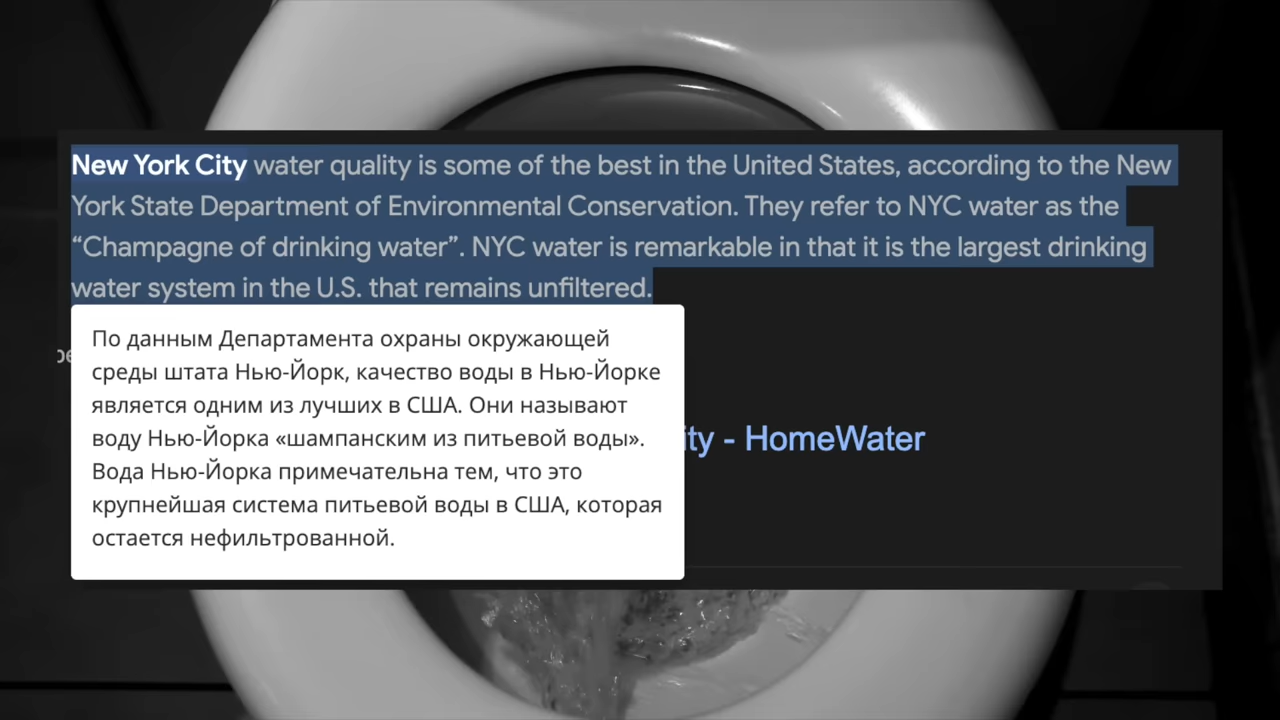 New York City water quality is some of the best in the United States, according to the New
York State Department of Environmental Conservation. They refer to NYC water as the
“Champagne of drinking water”. NYC water is remarkable in that it is the largest drinking
water system in the U.S. that remains unfiltered.
По данным Департамента охраны окружающей
среды штата Нью-Йорк, качество воды в Нью-Йорке
является одним из лучших в США. Они называют
воду Нью-Йорка «шампанским из питьевой воды».
Вода Нью-Йорка примечательна тем, что это
крупнейшая система питьевой воды в США, которая
остается нефильтрованной.
- HomeWater